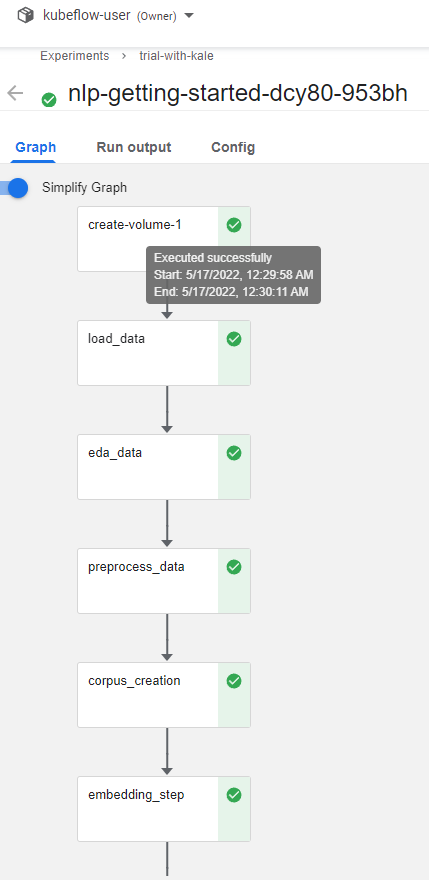 kubeflow-user (Owner)
Experiments > trial-with-kale
nlp-getting-started-dcy80-953bh
Graph Run output Config
Simplify Graph
create-volume-1
Executed successfully
Start: 5/17/2022, 12:29:58 AM
End: 5/17/2022, 12:30:11 AM
load_data
eda_data
preprocess_data
corpus_creation
embedding_step